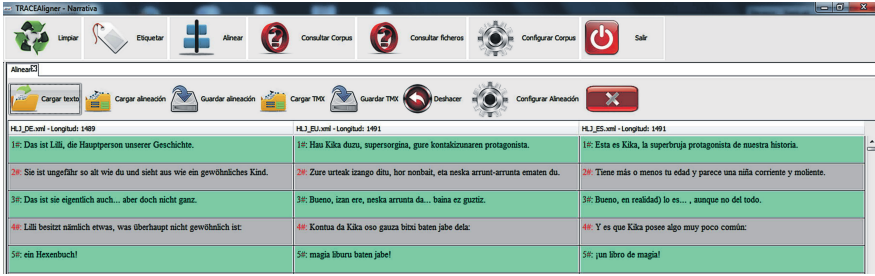 TRACEAligner - Narrativa
Limpiar Etiquetar Alinear Consultar Corpus Consultar ficheros Configurar Corpus Salir
Alinear
Cargar texto Cargar alineación Guardar alineación Cargar TMX Guardar TMX Deshacer Configurar Alineación
HLJ_DE.xml - Longitud: 1489 HLJ_EU.xml - Longitud: 1491 HLJ_ES.xml - Longitud: 1491
1#: Das ist Lilli, die Hauptperson unserer Geschichte. 1#: Hau Kika duzu, supersorgina, gure kontakizunaren protagonista. 1#: Esta es Kika, la superbruja protagonista de nuestra historia.
2#: Sie ist ungefähr so alt wie du und sieht aus wie ein gewöhnliches Kind. 2#: Zure urteak izango ditu, hor nonbait, eta neska arrunt-arrunta ematen du. 2#: Tiene más o menos tu edad y parece una niña corriente y moliente.
3#: Das ist sie eigentlich auch... aber doch nicht ganz. 3#: Bueno, izan ere, neska arrunta da... baina ez guztiz. 3#: Bueno, en realidad) lo es... , aunque no del todo.
4#: Lilli besitzt nämlich etwas, was überhaupt nicht gewöhnlich ist: 4#: Kontua da Kika oso gauza bitxi baten jabe dela: 4#: Y es que Kika posee algo muy poco común:
5#: ein Hexenbuch! 5#: magia liburu baten jabe! 5#: ¡un libro de magia!